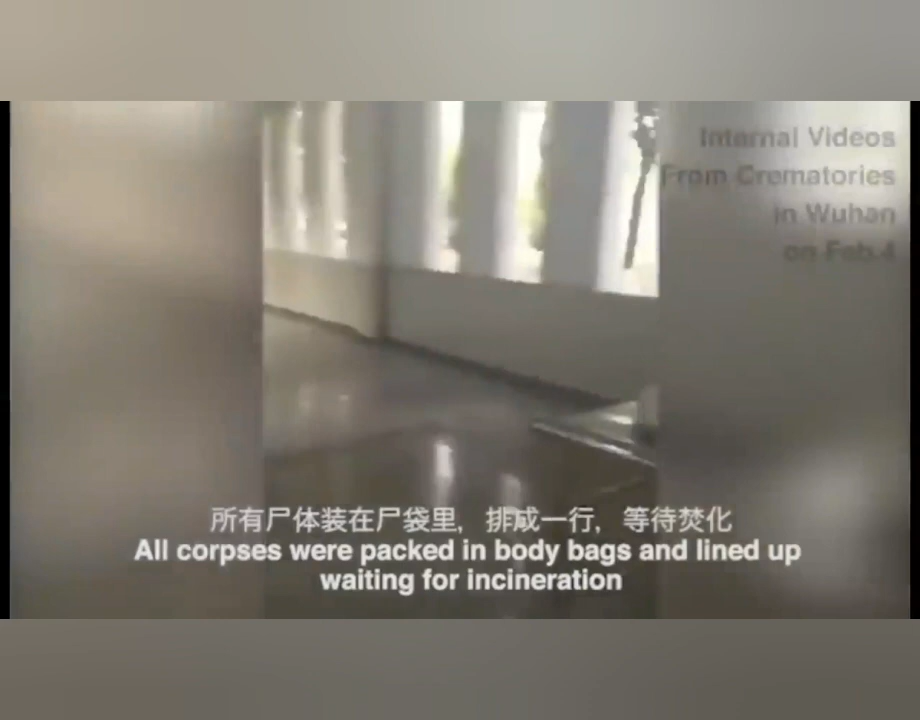 Internal Videos
From Crematories
in Wuhan
on Feb.4
所有尸体装在尸袋里,排成一行,等待焚化
All corpses were packed in body bags and lined up
waiting for incineration